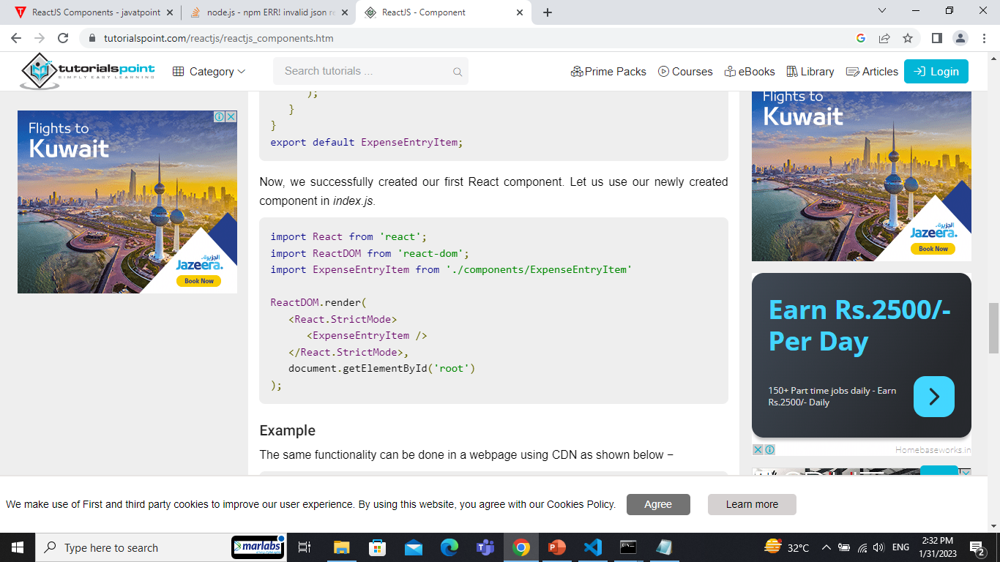 ReactJS Components - javatpoint
node.js - npm ERR! invalid json re
ReactJS - Component
tutorialspoint.com/reactjs/reactjs_components.htm
tutorialspoint
SIMPLY EASY LEARNING
Category
Search tutorials ...
Prime Packs
Courses
eBooks
Library
Articles
Login
Flights to
Kuwait
الجزيرة.
Jazeera.
Book Now
);
}
}
export default ExpenseEntryItem;
Now, we successfully created our first React component. Let us use our newly created
component in index.js.
import React from 'react';
import ReactDOM from 'react-dom';
import ExpenseEntryItem from './components/ExpenseEntryItem'
ReactDOM.render(
<React.StrictMode>
<ExpenseEntryItem />
</React.StrictMode>,
document.getElementById('root')
);
Example
The same functionality can be done in a webpage using CDN as shown below −
Flights to
Kuwait
الجزيرة.
Jazeera.
Book Now
Earn Rs.2500/-
Per Day
150+ Part time jobs daily - Earn
Rs.2500/- Daily
Homebaseworks.in
We make use of First and third party cookies to improve our user experience. By using this website, you agree with our Cookies Policy.
Agree
Learn more
Type here to search
marlabs
32°C
ENG
2:32 PM
1/31/2023
2